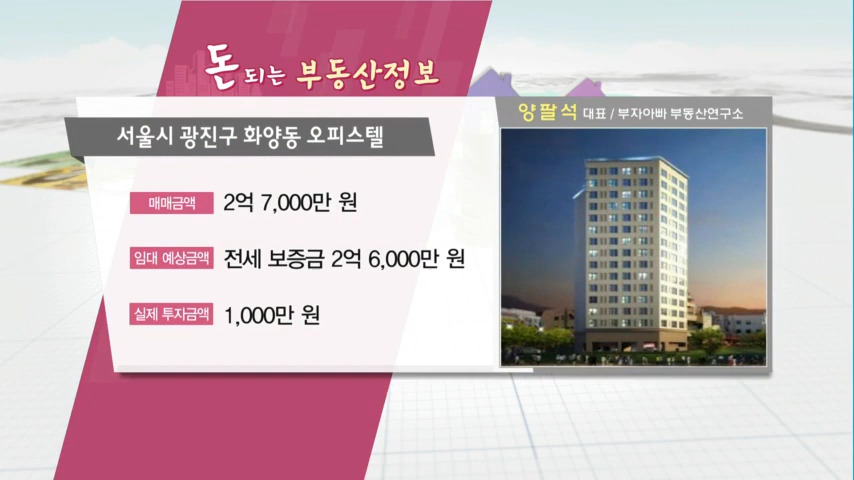 돈 되는 부동산정보
양팔석 대표 / 부자아빠 부동산연구소
서울시 광진구 화양동 오피스텔
매매금액 2억 7,000만 원
임대 예상금액 전세 보증금 2억 6,000만 원
실제 투자금액 1,000만 원